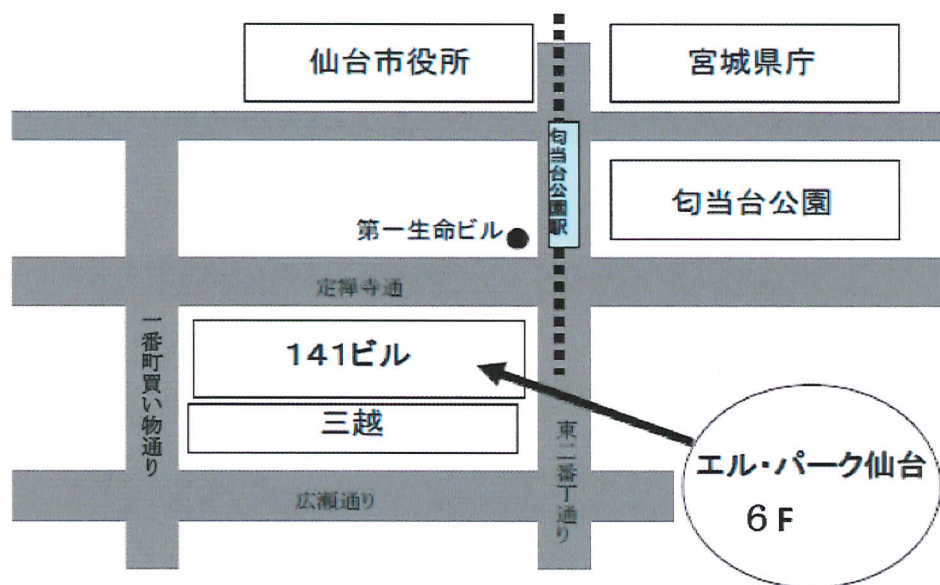 仙台市役所
宮城県庁
匂当台公園駅
匂当台公園
第一生命ビル
定禅寺通
一番町買い物通り
141ビル
三越
東二番丁通り
エル・パーク仙台
6F
広瀬通り